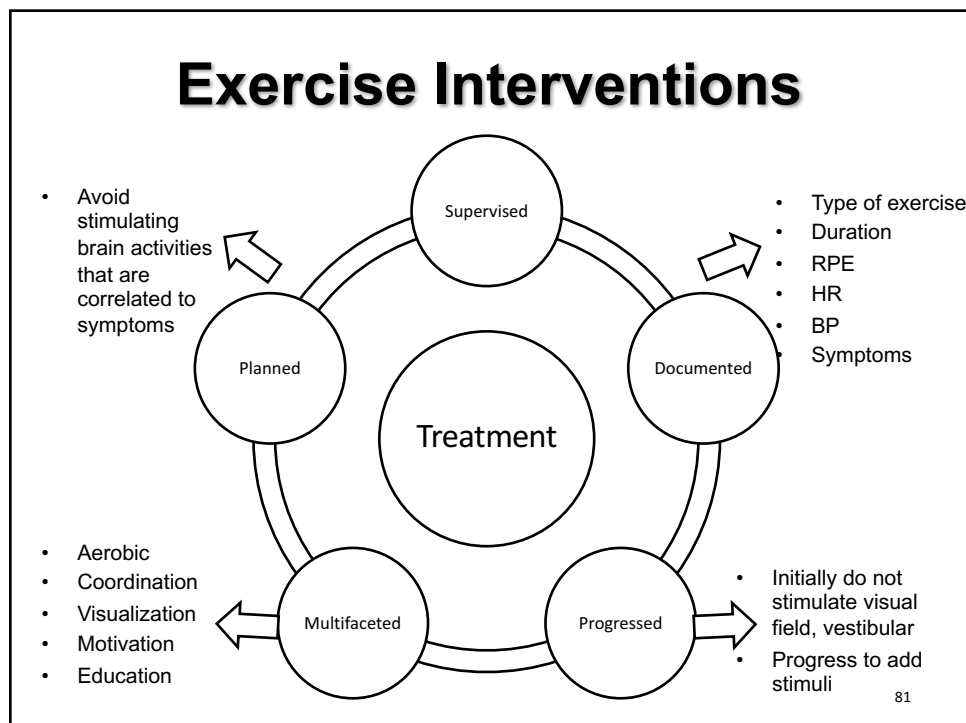 Exercise Interventions
• Avoid
stimulating
brain activities
that are
correlated to
symptoms
Supervised
• Type of exercise
• Duration
• RPE
• HR
• BP
• Symptoms
Planned
Documented
Treatment
• Aerobic
• Coordination
• Visualization
• Motivation
• Education
Multifaceted
Progressed
• Initially do not
stimulate visual
field, vestibular
• Progress to add
stimuli
81